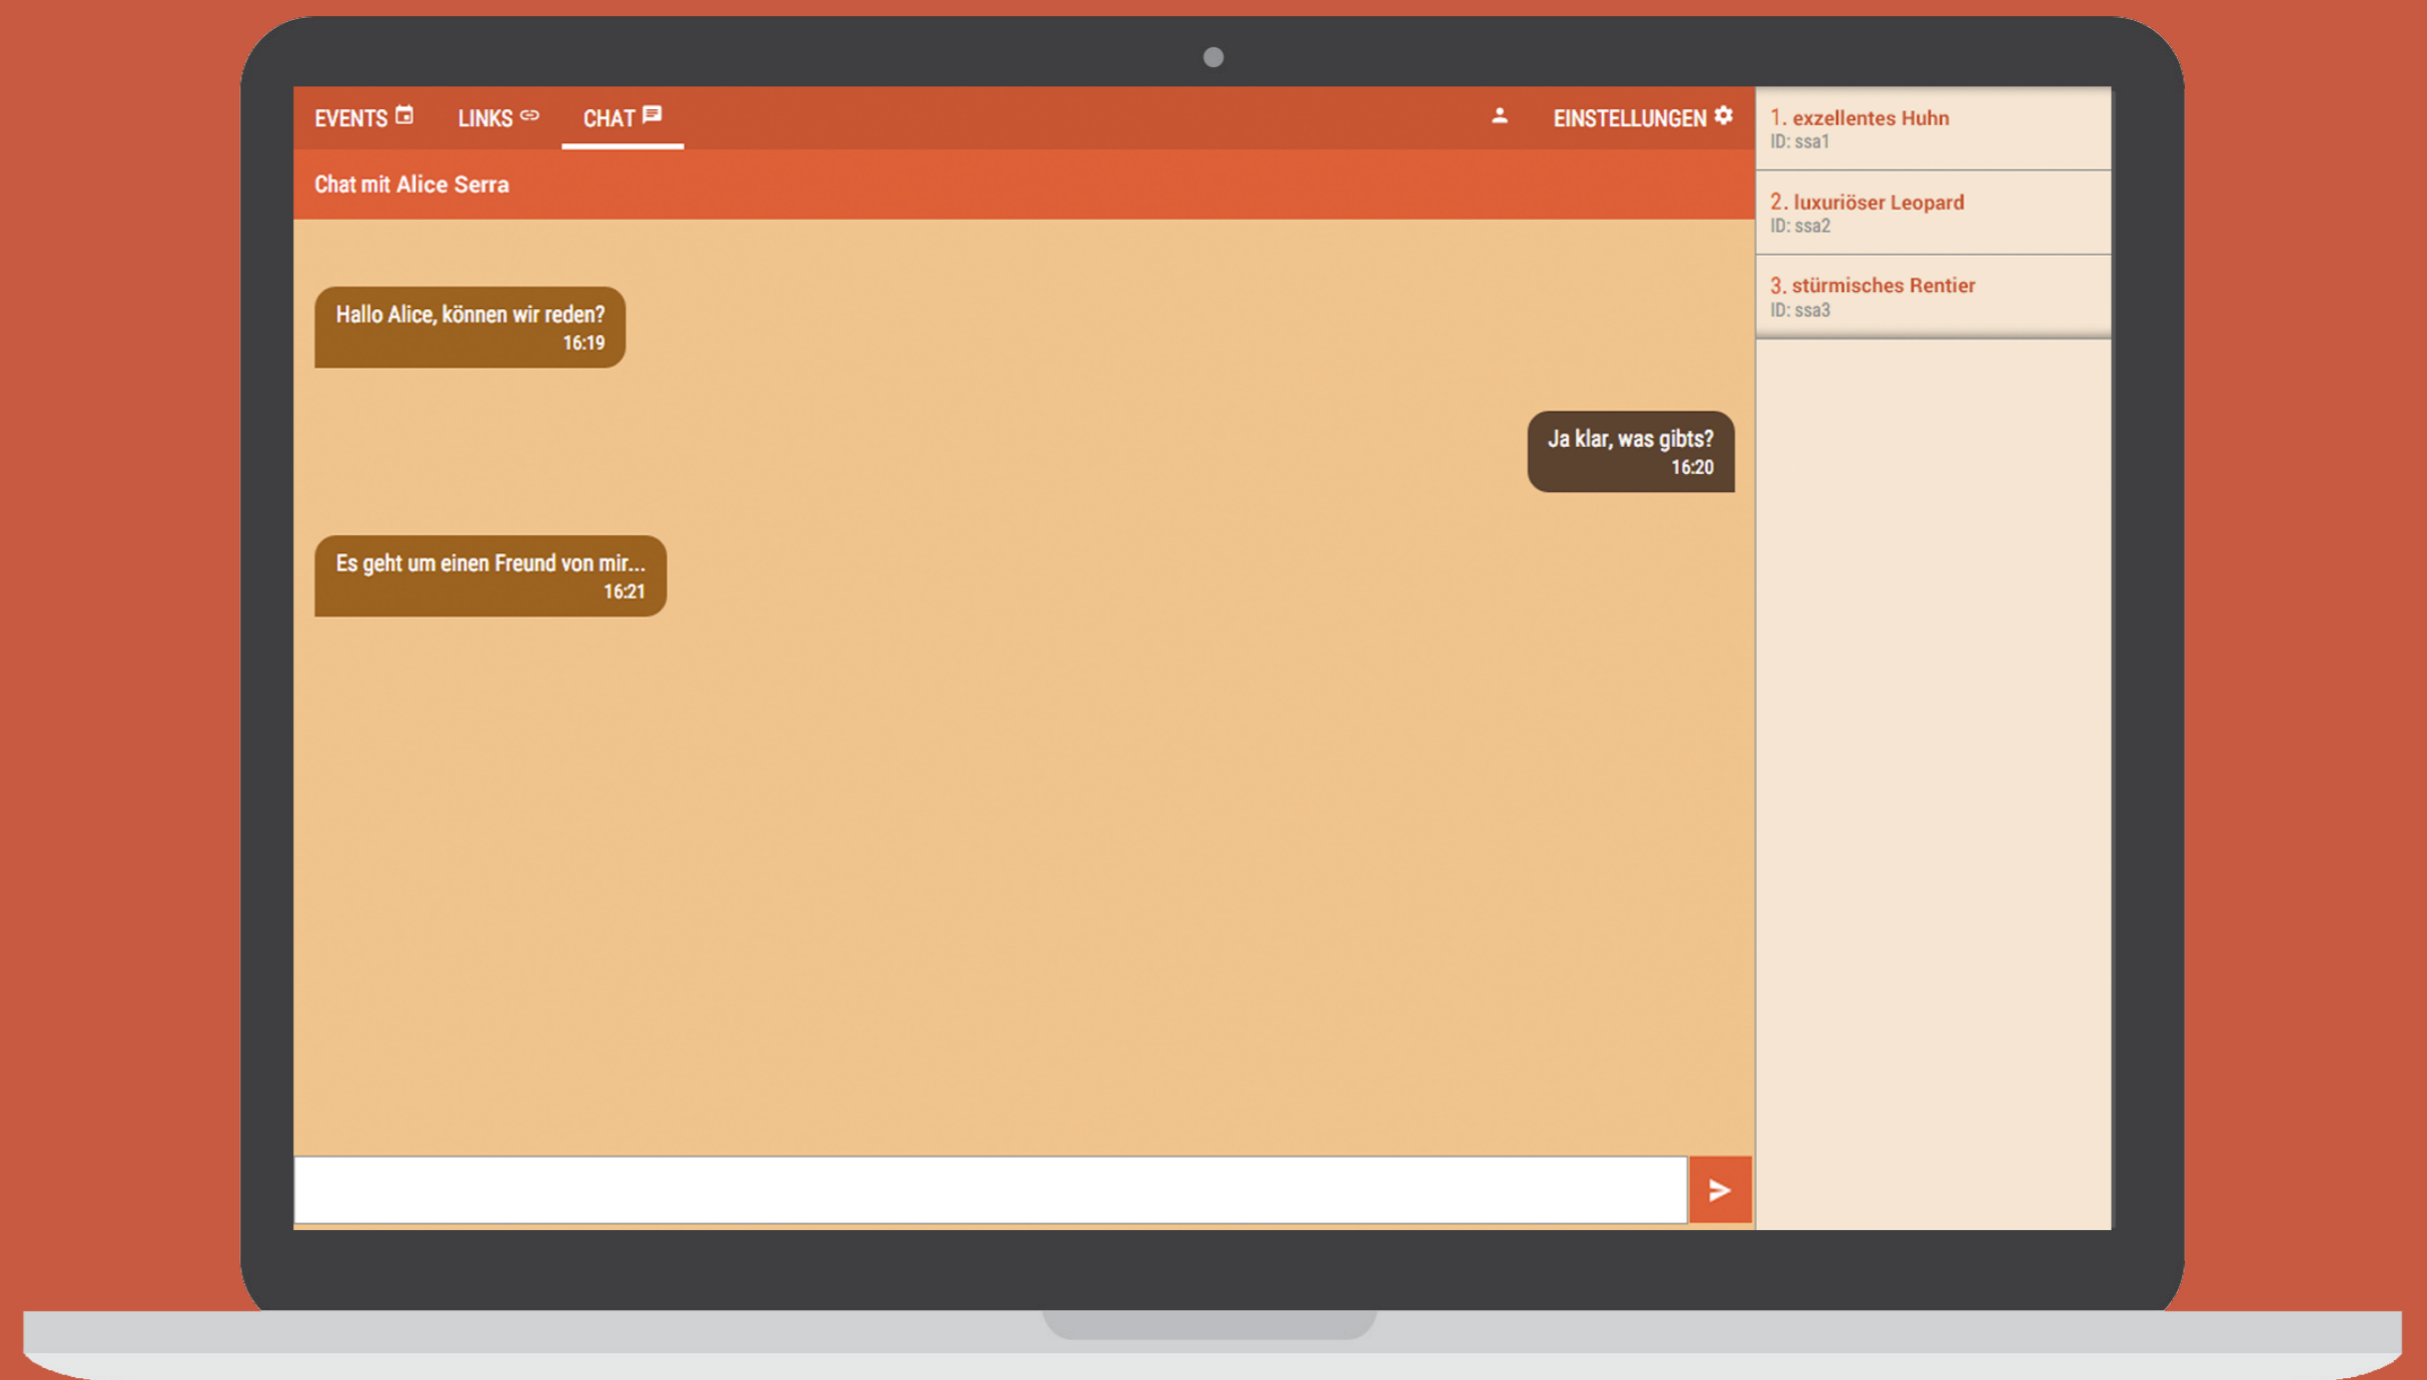 EVENTS LINKS CHAT EINSTELLUNGEN
Chat mit Alice Serra
Hallo Alice, können wir reden?
16:19
Ja klar, was gibts?
16:20
Es geht um einen Freund von mir...
16:21
1. exzellentes Huhn
ID: ssa1
2. luxuriöser Leopard
ID: ssa2
3. stürmisches Rentier
ID: ssa3